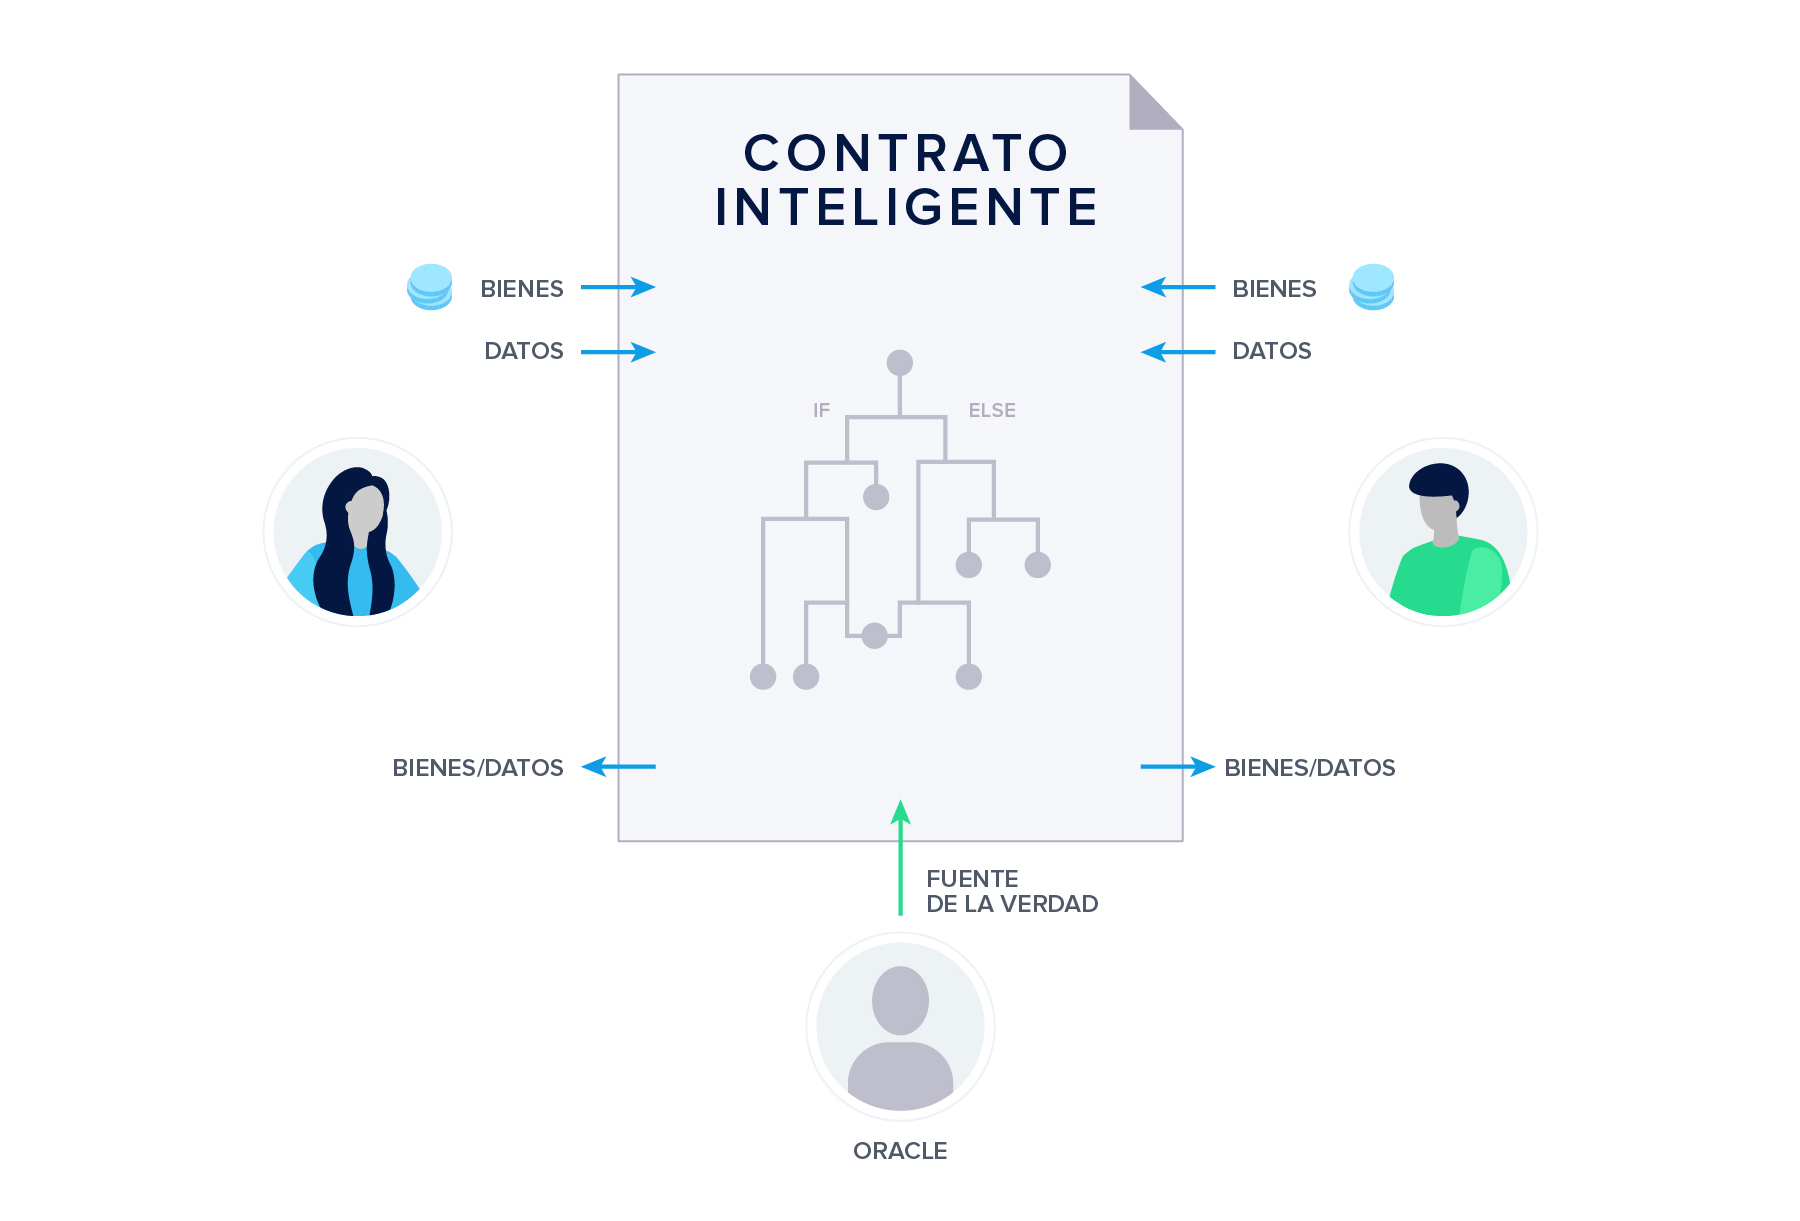 CONTRATO
INTELIGENTE
BIENES
BIENES
DATOS
DATOS
IF
ELSE
BIENES/DATOS
BIENES/DATOS
FUENTE
DE LA VERDAD
ORACLE